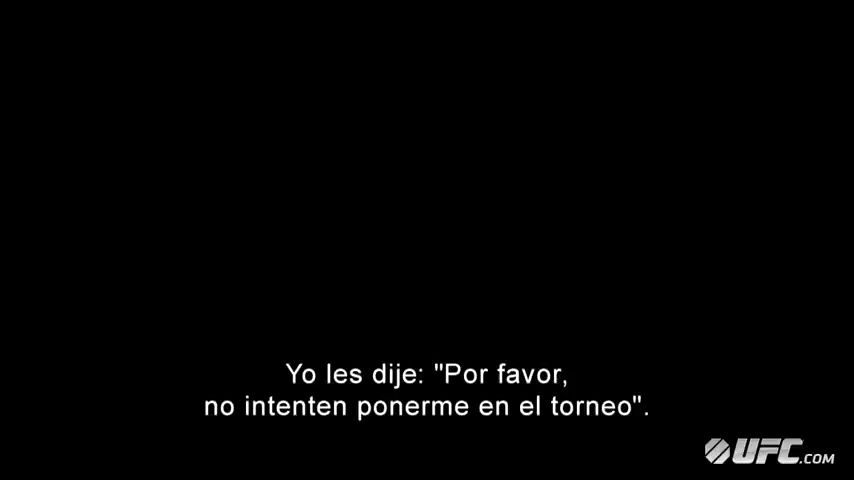 Yo les dije: "Por favor,
no intenten ponerme en el torneo".
UFC.COM